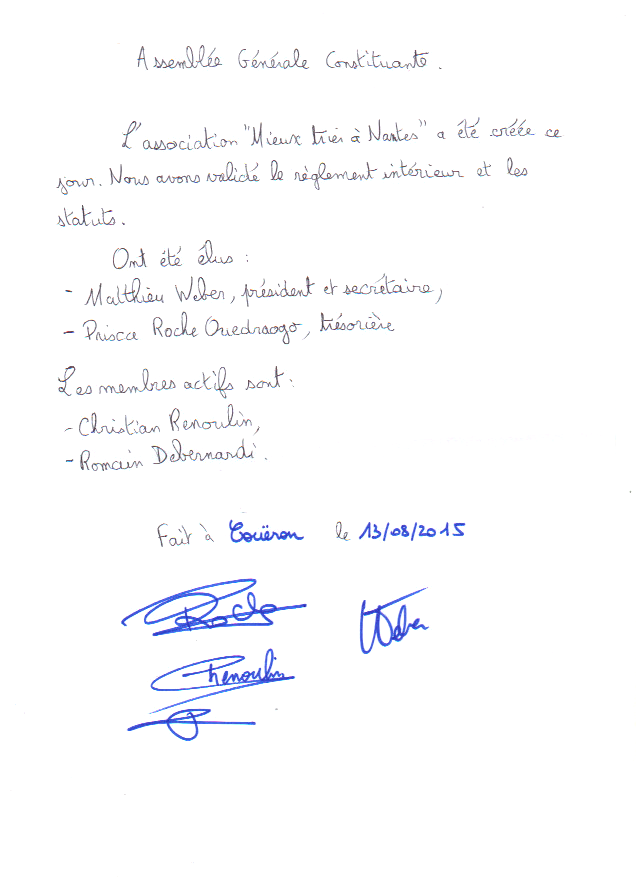 Assemblée Générale Constituante.
L'association "Mieux trier à Nantes" a été créée ce
jour. Nous avons validé le règlement intérieur et les
statuts.
Ont été élus :
- Matthieu Weber, président et secrétaire,
- Prisca Roche Ouedraogo, trésorière
Les membres actifs sont :
- Christian Renoulin,
- Romain Debernardi.
Fait à Couëron le 13/08/2015
Roche Weber
Renoulin